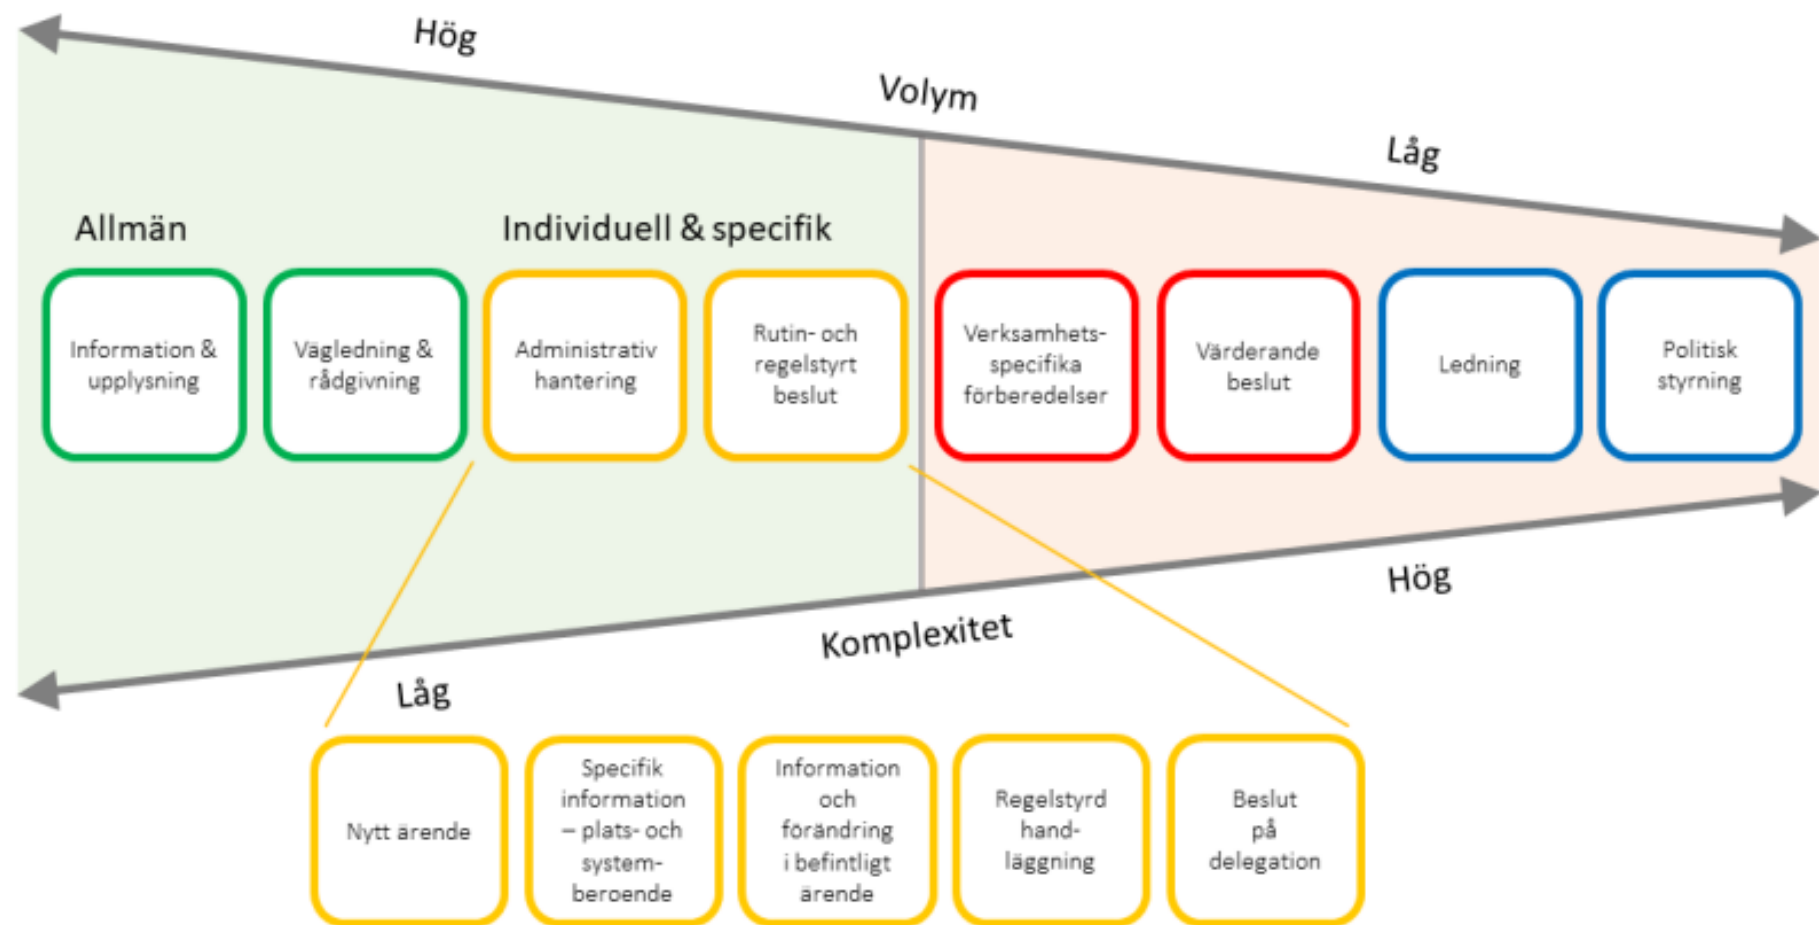 Hög
Volym
Låg
Allmän
Individuell & specifik
Information &
upplysning
Vägledning &
rådgivning
Administrativ
hantering
Rutin- och
regelstyrt
beslut
Verksamhets-
specifika
förberedelser
Värderande
beslut
Ledning
Politisk
styrning
Hög
Komplexitet
Låg
Nytt ärende
Specifik
information
– plats- och
system-
beroende
Information
och
förändring
i befintligt
ärende
Regelstyrd
hand-
läggning
Beslut
på
delegation